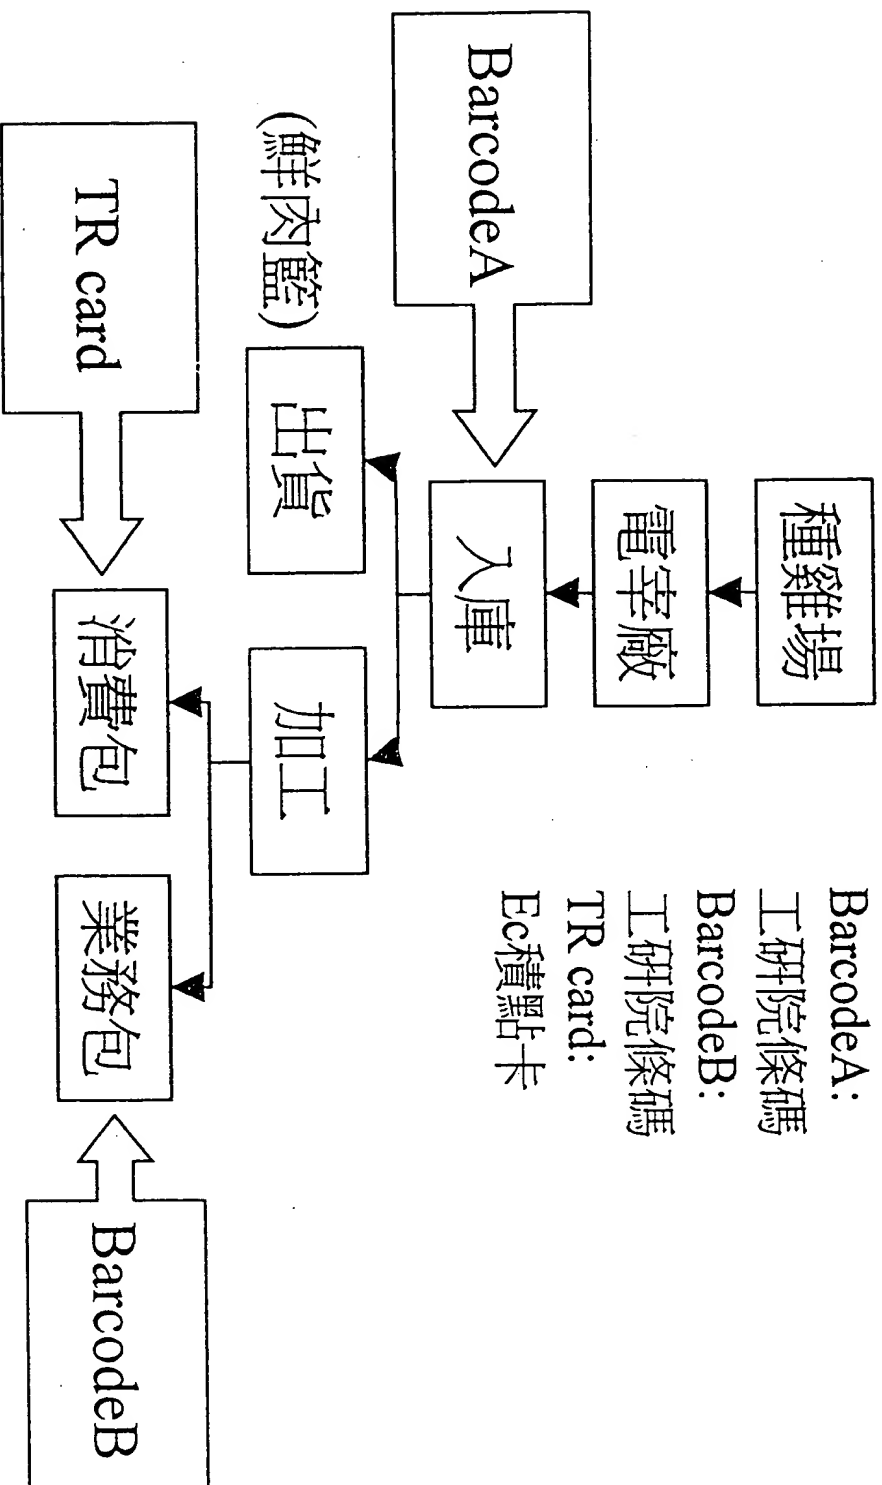 種雞場
電宰廠
BarcodeA
入庫
(鮮肉籃)
出貨
加工
TR card
消費包
業務包
BarcodeB
BarcodeA:
工研院條碼
BarcodeB:
工研院條碼
TR card:
Ec積點卡